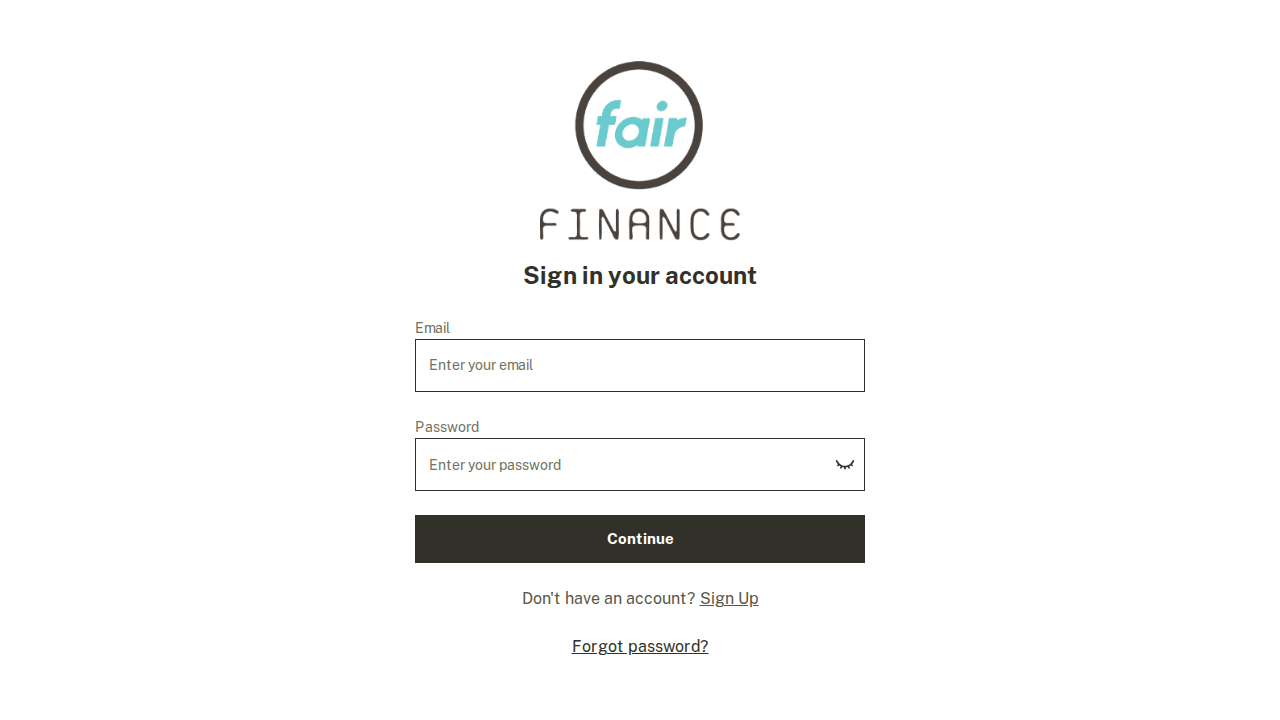 fair
FINANCE
Sign in your account
Email
Enter your email
Password
Enter your password
Continue
Don't have an account? Sign Up
Forgot password?